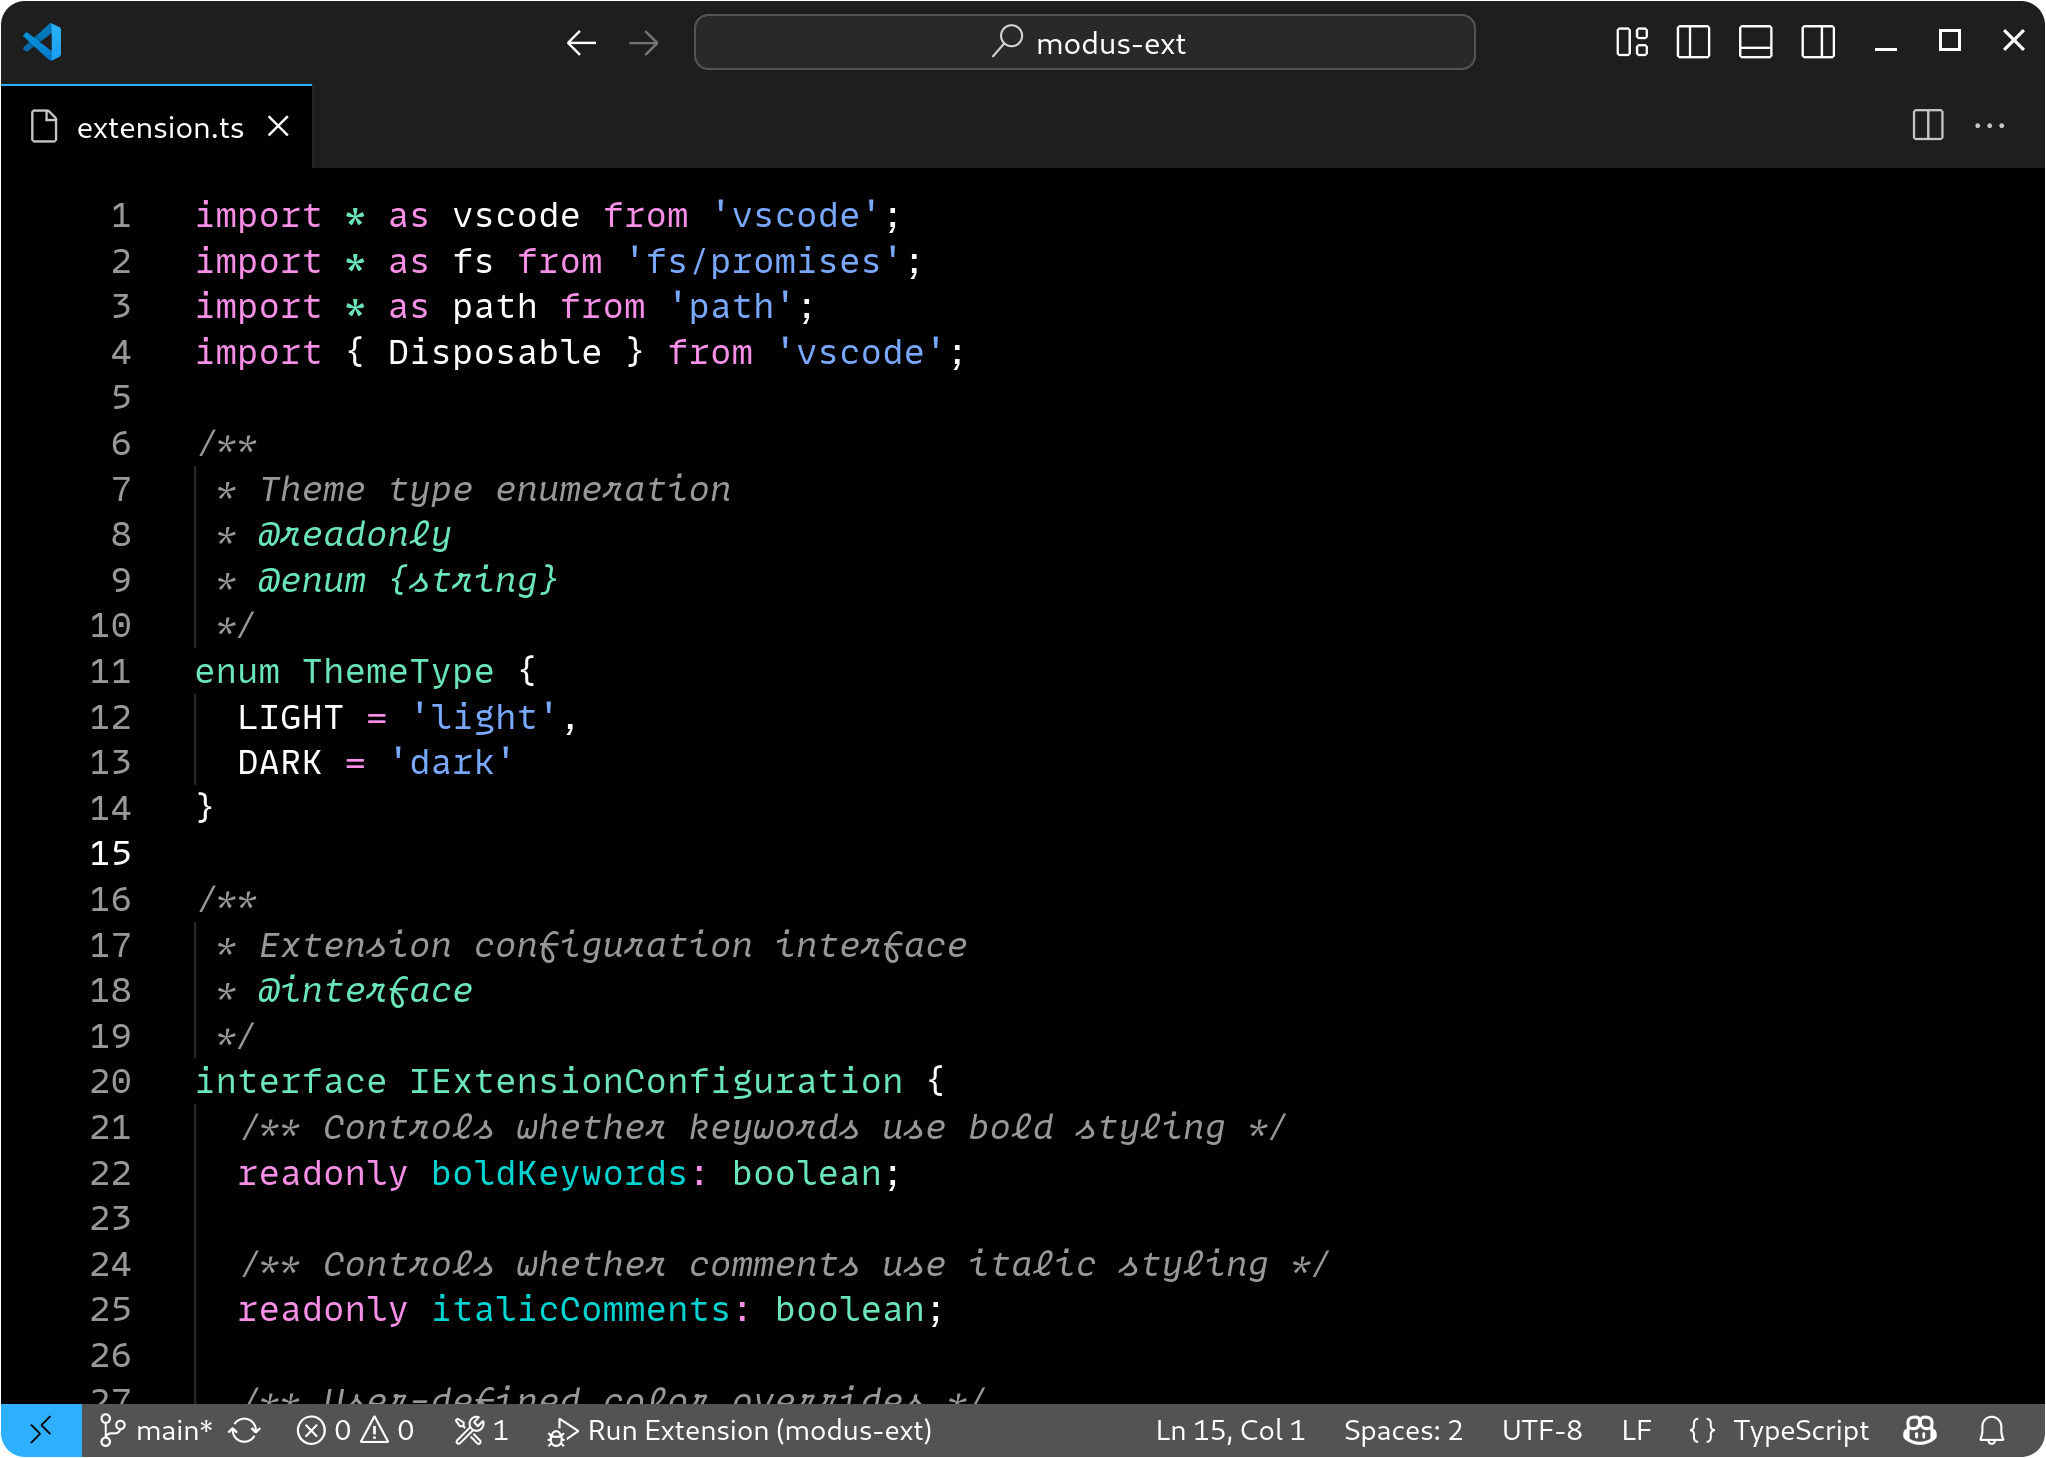 modus-ext
extension.ts
1 import * as vscode from 'vscode';
2 import * as fs from 'fs/promises';
3 import * as path from 'path';
4 import { Disposable } from 'vscode';
5
6 /**
7 * Theme type enumeration
8 * @readonly
9 * @enum {string}
10 */
11 enum ThemeType {
12 LIGHT = 'light',
13 DARK = 'dark'
14 }
15
16 /**
17 * Extension configuration interface
18 * @interface
19 */
20 interface IExtensionConfiguration {
21 /** Controls whether keywords use bold styling */
22 readonly boldKeywords: boolean;
23
24 /** Controls whether comments use italic styling */
25 readonly italicComments: boolean;
26
27 /** User-defined color overrides */
main* 0 0 1 Run Extension (modus-ext) Ln 15, Col 1 Spaces: 2 UTF-8 LF {} TypeScript